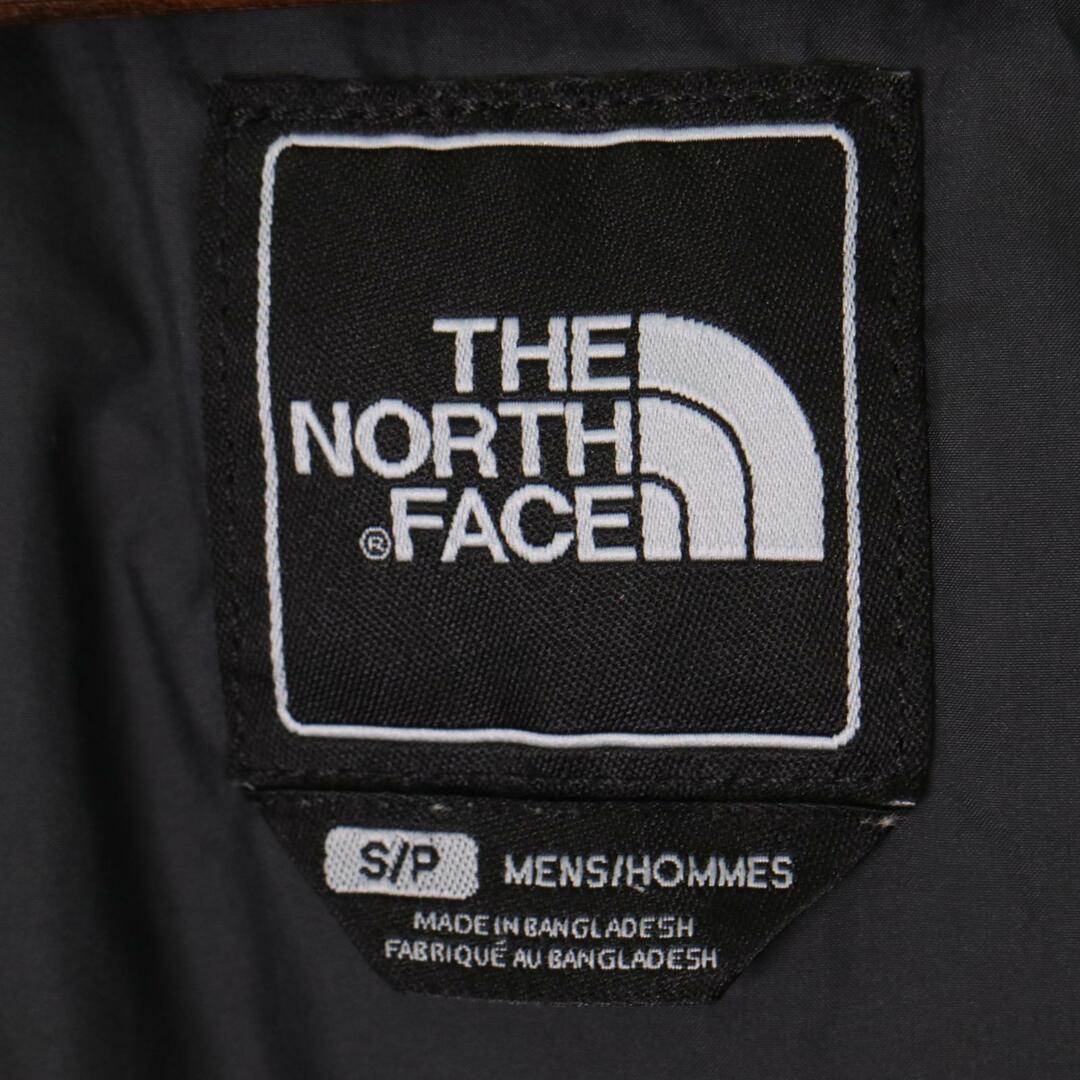 THE
NORTH
®FACE
S/P MENS/HOMMES
MADE IN BANGLADESH
FABRIQUÉ AU BANGLADESH